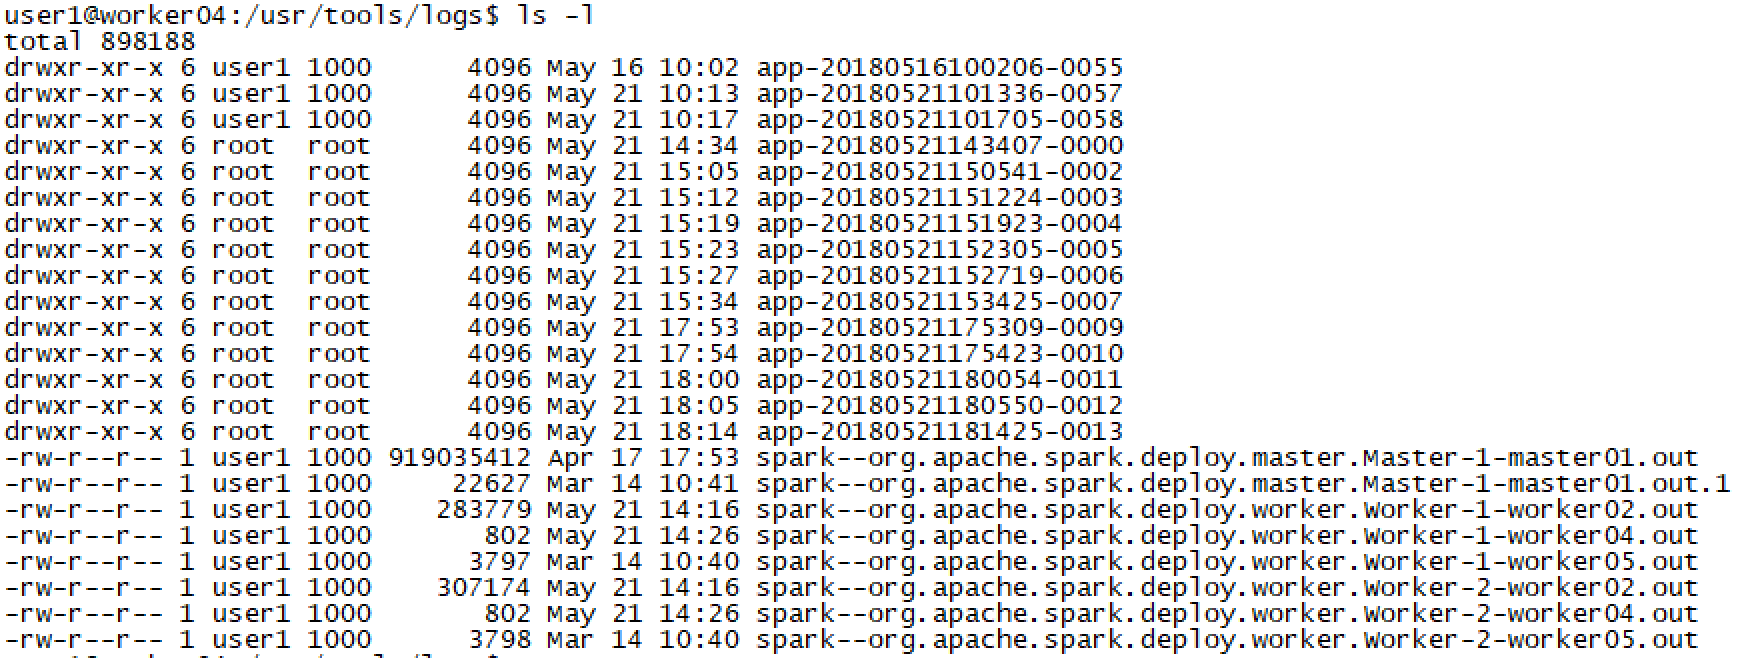 user1@worker04:/usr/tools/logs$ ls -l
total 898188
drwxr-xr-x 6 user1 1000      4096 May 16 10:02 app-20180516100206-0055
drwxr-xr-x 6 user1 1000      4096 May 21 10:13 app-20180521101336-0057
drwxr-xr-x 6 user1 1000      4096 May 21 10:17 app-20180521101705-0058
drwxr-xr-x 6 root  root      4096 May 21 14:34 app-20180521143407-0000
drwxr-xr-x 6 root  root      4096 May 21 15:05 app-20180521150541-0002
drwxr-xr-x 6 root  root      4096 May 21 15:12 app-20180521151224-0003
drwxr-xr-x 6 root  root      4096 May 21 15:19 app-20180521151923-0004
drwxr-xr-x 6 root  root      4096 May 21 15:23 app-20180521152305-0005
drwxr-xr-x 6 root  root      4096 May 21 15:27 app-20180521152719-0006
drwxr-xr-x 6 root  root      4096 May 21 15:34 app-20180521153425-0007
drwxr-xr-x 6 root  root      4096 May 21 17:53 app-20180521175309-0009
drwxr-xr-x 6 root  root      4096 May 21 17:54 app-20180521175423-0010
drwxr-xr-x 6 root  root      4096 May 21 18:00 app-20180521180054-0011
drwxr-xr-x 6 root  root      4096 May 21 18:05 app-20180521180550-0012
drwxr-xr-x 6 root  root      4096 May 21 18:14 app-20180521181425-0013
-rw-r--r-- 1 user1 1000 919035412 Apr 17 17:53 spark--org.apache.spark.deploy.master.Master-1-master01.out
-rw-r--r-- 1 user1 1000     22627 Mar 14 10:41 spark--org.apache.spark.deploy.master.Master-1-master01.out.1
-rw-r--r-- 1 user1 1000    283779 May 21 14:16 spark--org.apache.spark.deploy.worker.Worker-1-worker02.out
-rw-r--r-- 1 user1 1000       802 May 21 14:26 spark--org.apache.spark.deploy.worker.Worker-1-worker04.out
-rw-r--r-- 1 user1 1000      3797 Mar 14 10:40 spark--org.apache.spark.deploy.worker.Worker-1-worker05.out
-rw-r--r-- 1 user1 1000    307174 May 21 14:16 spark--org.apache.spark.deploy.worker.Worker-2-worker02.out
-rw-r--r-- 1 user1 1000       802 May 21 14:26 spark--org.apache.spark.deploy.worker.Worker-2-worker04.out
-rw-r--r-- 1 user1 1000      3798 Mar 14 10:40 spark--org.apache.spark.deploy.worker.Worker-2-worker05.out